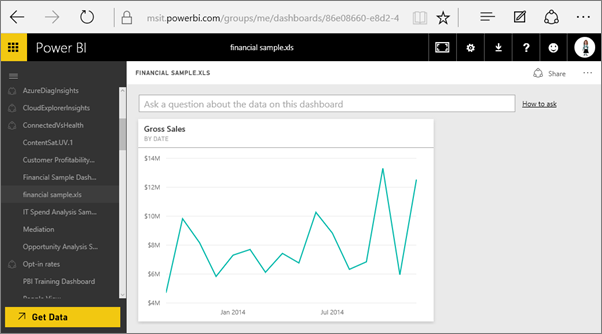 msit.powerbi.com/groups/me/dashboards/86e08660-e8d2-4
Power BI
financial sample.xls
AzureDiagInsights
CloudExplorerInsights
ConnectedVsHealth
ContentSat.UV.1
Customer Profitability...
Financial Sample Dash...
financial sample.xls
IT Spend Analysis Sam...
Mediation
Opportunity Analysis S...
Opt-in rates
PBI Training Dashboard
Get Data
FINANCIAL SAMPLE.XLS
Share
Ask a question about the data on this dashboard
How to ask
Gross Sales
BY DATE
$14M
$12M
$10M
$8M
$6M
$4M
Jan 2014
Jul 2014